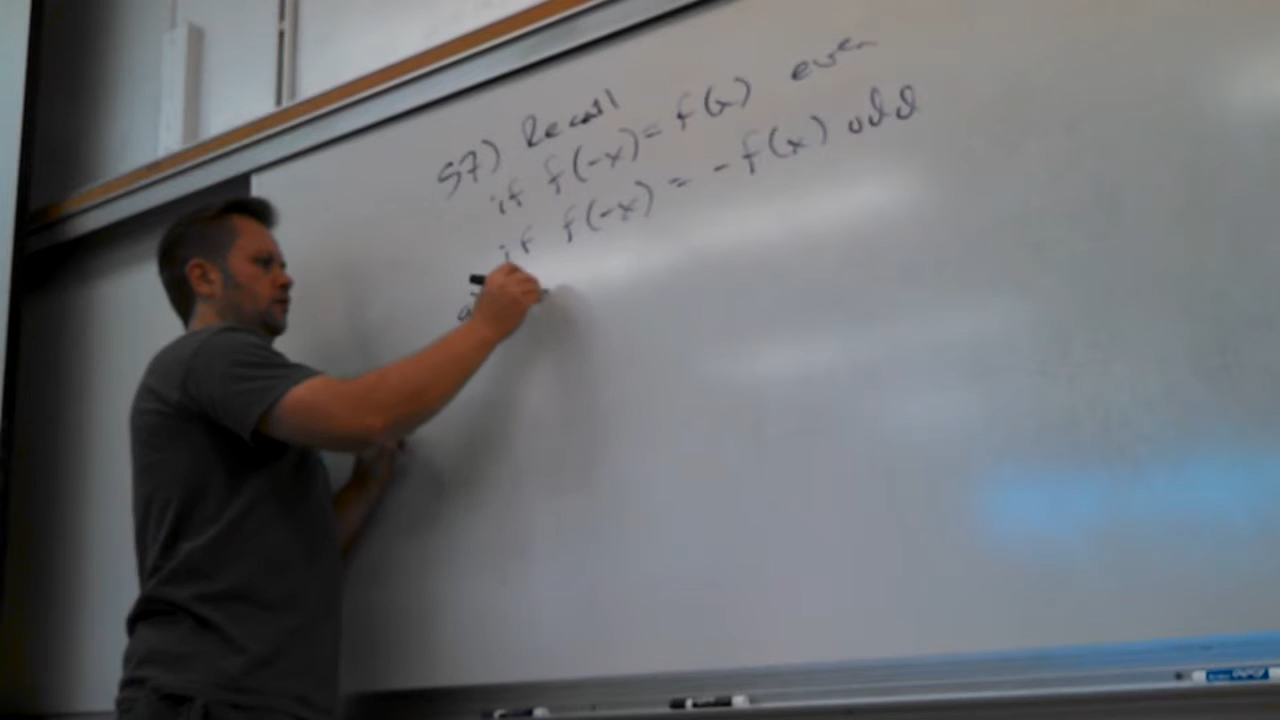 57) Recall
if f(-x) = f(x) even
if f(-x) = -f(x) odd
a